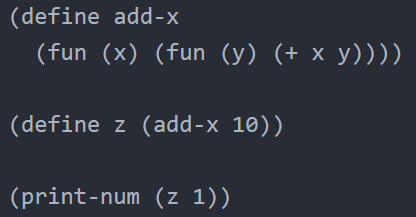 (define add-x
  (fun (x) (fun (y) (+ x y))))

(define z (add-x 10))

(print-num (z 1))